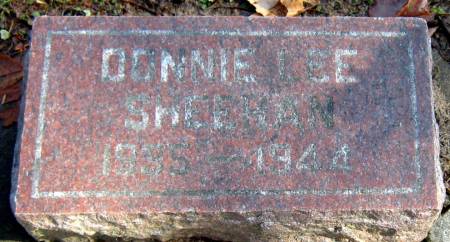 DONNIE LEE
SHEEHAN
1935 - 1944